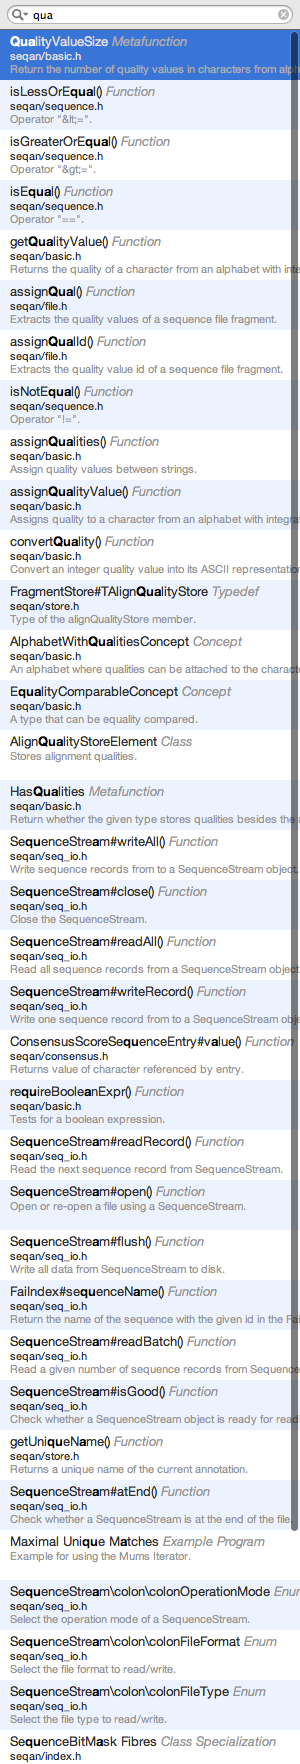 qua
QualityValueSize Metafunction
seqan/basic.h
Return the number of quality values in characters from alph
isLessOrEqual() Function
seqan/sequence.h
Operator "&lt;=".
isGreaterOrEqual() Function
seqan/sequence.h
Operator "&gt;=".
isEqual() Function
seqan/sequence.h
Operator "==".
getQualityValue() Function
seqan/basic.h
Returns the quality of a character from an alphabet with inte
assignQual() Function
seqan/file.h
Extracts the quality values of a sequence file fragment.
assignQualId() Function
seqan/file.h
Extracts the quality value id of a sequence file fragment.
isNotEqual() Function
seqan/sequence.h
Operator "!=".
assignQualities() Function
seqan/basic.h
Assign quality values between strings.
assignQualityValue() Function
seqan/basic.h
Assigns quality to a character from an alphabet with integra
convertQuality() Function
seqan/basic.h
Convert an integer quality value into its ASCII representation
FragmentStore#TAlignQualityStore Typedef
seqan/store.h
Type of the alignQualityStore member.
AlphabetWithQualitiesConcept Concept
seqan/basic.h
An alphabet where qualities can be attached to the characte
EqualityComparableConcept Concept
seqan/basic.h
A type that can be equality compared.
AlignQualityStoreElement Class
Stores alignment qualities.
HasQualities Metafunction
seqan/basic.h
Return whether the given type stores qualities besides the a
SequenceStream#writeAll() Function
seqan/seq_io.h
Write sequence records from to a SequenceStream object.
SequenceStream#close() Function
seqan/seq_io.h
Close the SequenceStream.
SequenceStream#readAll() Function
seqan/seq_io.h
Read all sequence records from a SequenceStream object
SequenceStream#writeRecord() Function
seqan/seq_io.h
Write one sequence record from to a SequenceStream obj
ConsensusScoreSequenceEntry#value() Function
seqan/consensus.h
Returns value of character referenced by entry.
requireBooleanExpr() Function
seqan/basic.h
Tests for a boolean expression.
SequenceStream#readRecord() Function
seqan/seq_io.h
Read the next sequence record from SequenceStream.
SequenceStream#open() Function
Open or re-open a file using a SequenceStream.
SequenceStream#flush() Function
seqan/seq_io.h
Write all data from SequenceStream to disk.
FaiIndex#sequenceName() Function
seqan/seq_io.h
Return the name of the sequence with the given id in the Fai
SequenceStream#readBatch() Function
seqan/seq_io.h
Read a given number of sequence records from Sequence
SequenceStream#isGood() Function
seqan/seq_io.h
Check whether a SequenceStream object is ready for read
getUniqueName() Function
seqan/store.h
Returns a unique name of the current annotation.
SequenceStream#atEnd() Function
seqan/seq_io.h
Check whether a SequenceStream is at the end of the file.
Maximal Unique Matches Example Program
Example for using the Mums Iterator.
SequenceStream\colon\colonOperationMode Enum
seqan/seq_io.h
Select the operation mode of a SequenceStream.
SequenceStream\colon\colonFileFormat Enum
seqan/seq_io.h
Select the file format to read/write.
SequenceStream\colon\colonFileType Enum
seqan/seq_io.h
Select the file type to read/write.
SequenceBitMask Fibres Class Specialization
seqan/index.h